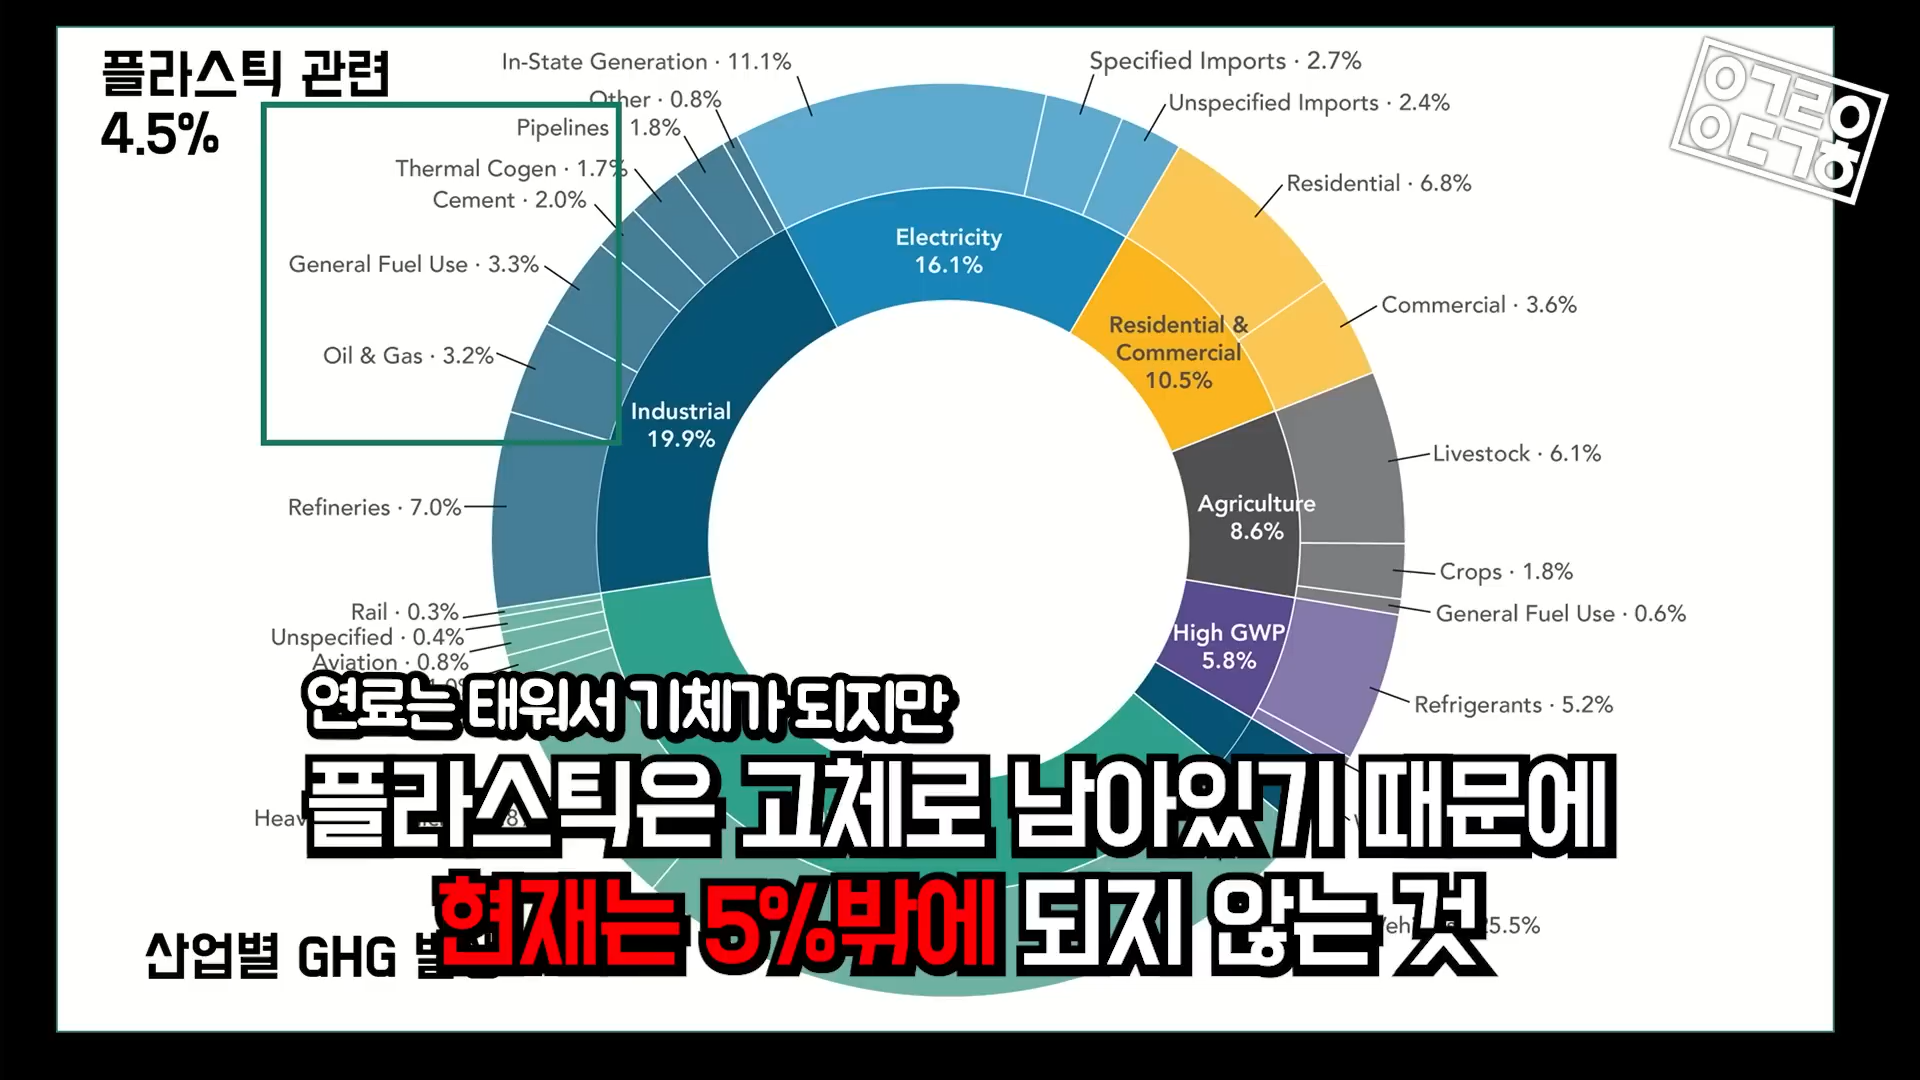 플라스틱 관련
4.5%
In-State Generation · 11.1%
Other · 0.8%
Pipelines · 1.8%
Thermal Cogen · 1.7%
Cement · 2.0%
General Fuel Use · 3.3%
Oil & Gas · 3.2%
Refineries · 7.0%
Rail · 0.3%
Unspecified · 0.4%
Aviation · 0.8%
Specified Imports · 2.7%
Unspecified Imports · 2.4%
Residential · 6.8%
Commercial · 3.6%
Livestock · 6.1%
Crops · 1.8%
General Fuel Use · 0.6%
Refrigerants · 5.2%
Electricity
16.1%
Residential &
Commercial
10.5%
Agriculture
8.6%
High GWP
5.8%
Industrial
19.9%
연료는 태워서 기체가 되지만
플라스틱은 고체로 남아있기 때문에
현재는 5%밖에 되지 않는 것
산업별 GHG